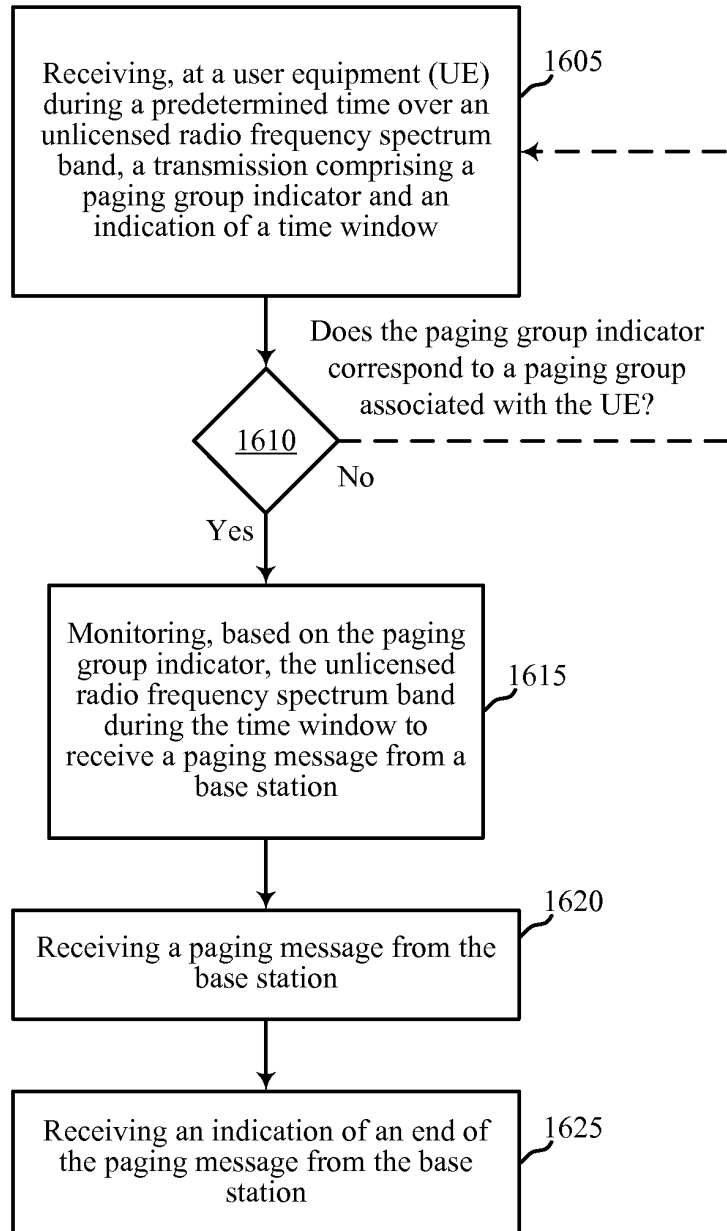 Receiving, at a user equipment (UE)
during a predetermined time over an
unlicensed radio frequency spectrum
band, a transmission comprising a
paging group indicator and an
indication of a time window
1605
Does the paging group indicator
correspond to a paging group
associated with the UE?
1610
No
Yes
Monitoring, based on the paging
group indicator, the unlicensed
radio frequency spectrum band
during the time window to
receive a paging message from a
base station
1615
Receiving a paging message from the
base station
1620
Receiving an indication of an end of
the paging message from the base
station
1625